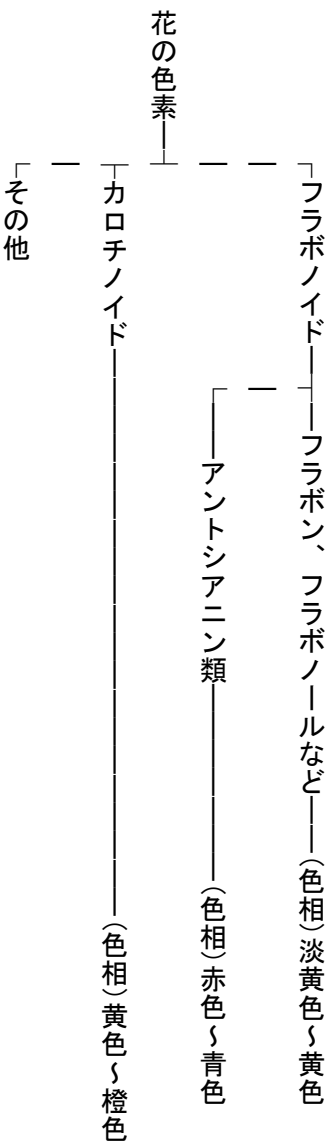 花の色素
フラボノイド
フラボン、フラボノールなど
(色相)淡黄色~黄色
アントシアニン類
(色相)赤色~青色
カロチノイド
(色相)黄色~橙色
その他